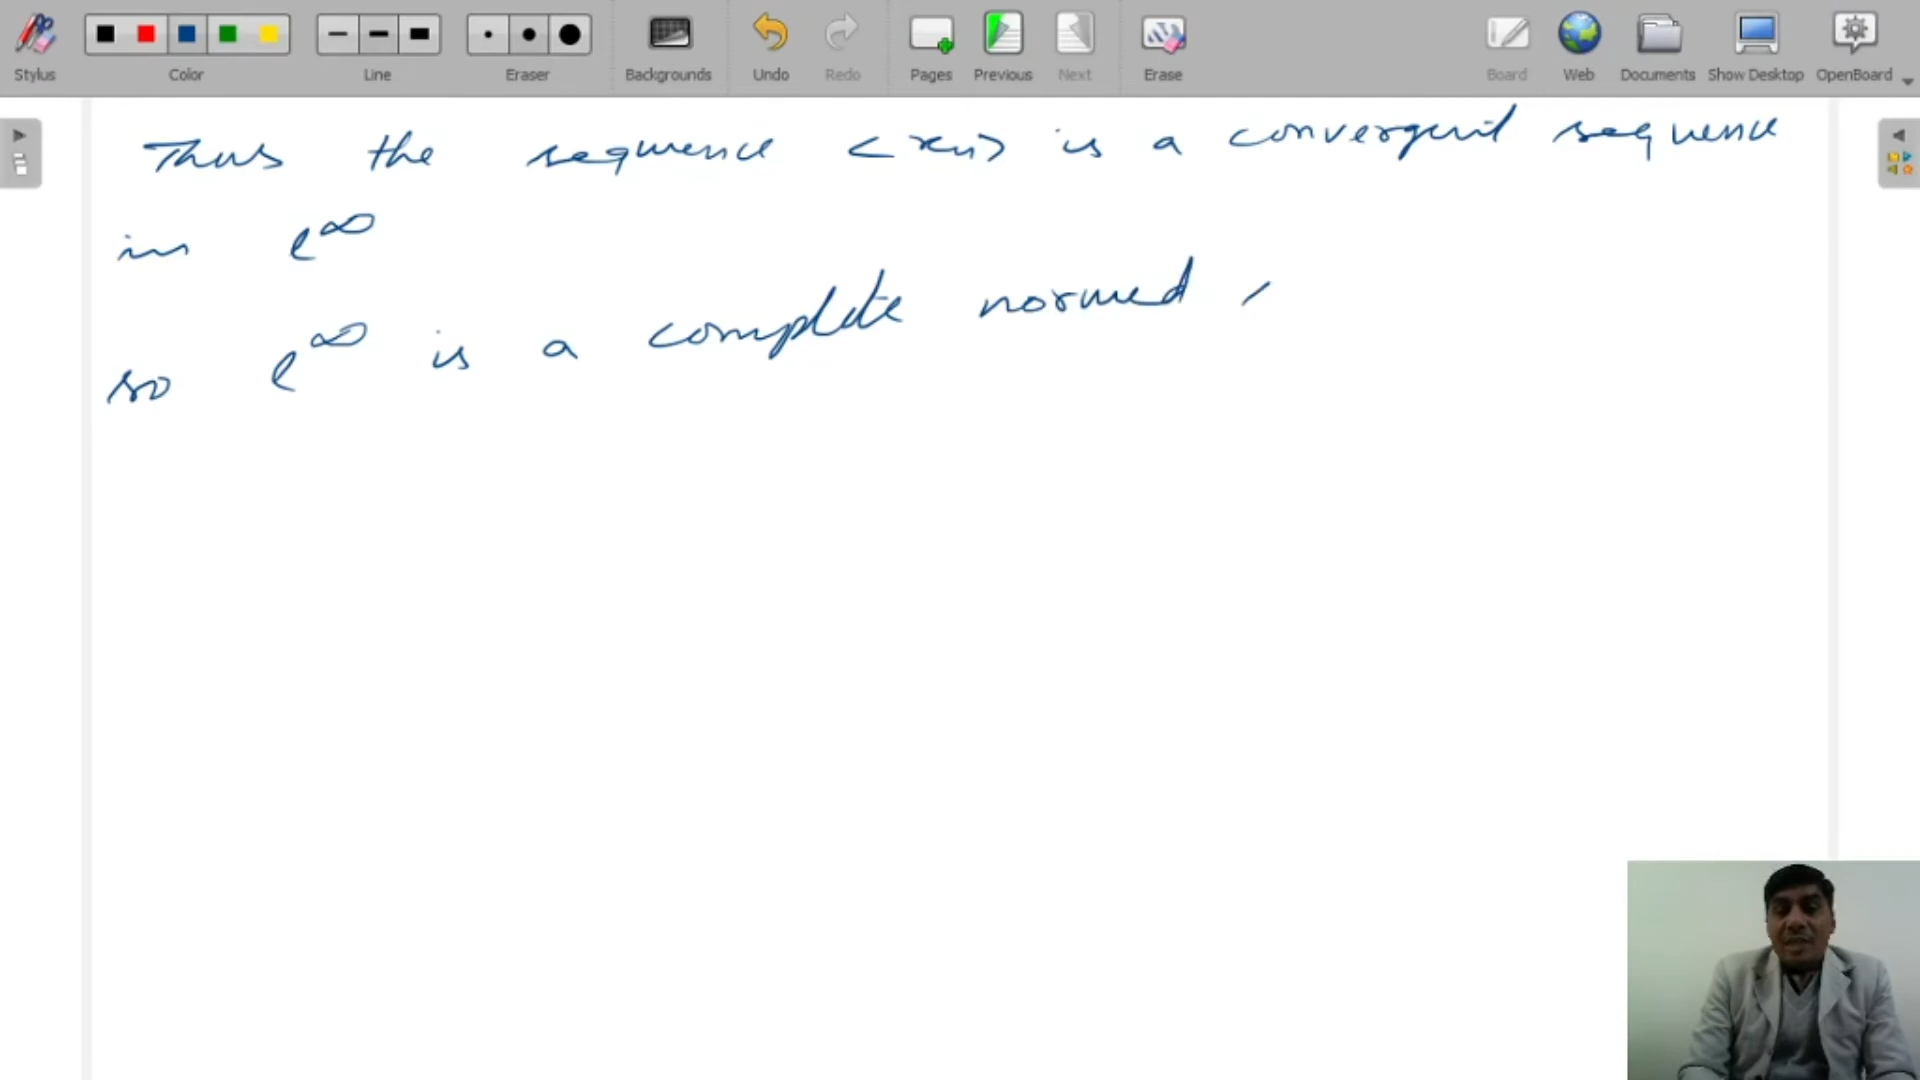 Stylus Color Line Eraser Backgrounds Undo Redo Pages Previous Next Erase Board Web Documents Show Desktop OpenBoard
Thus the sequence <xn> is a convergent sequence
in l^∞
so l^∞ is a complete normed